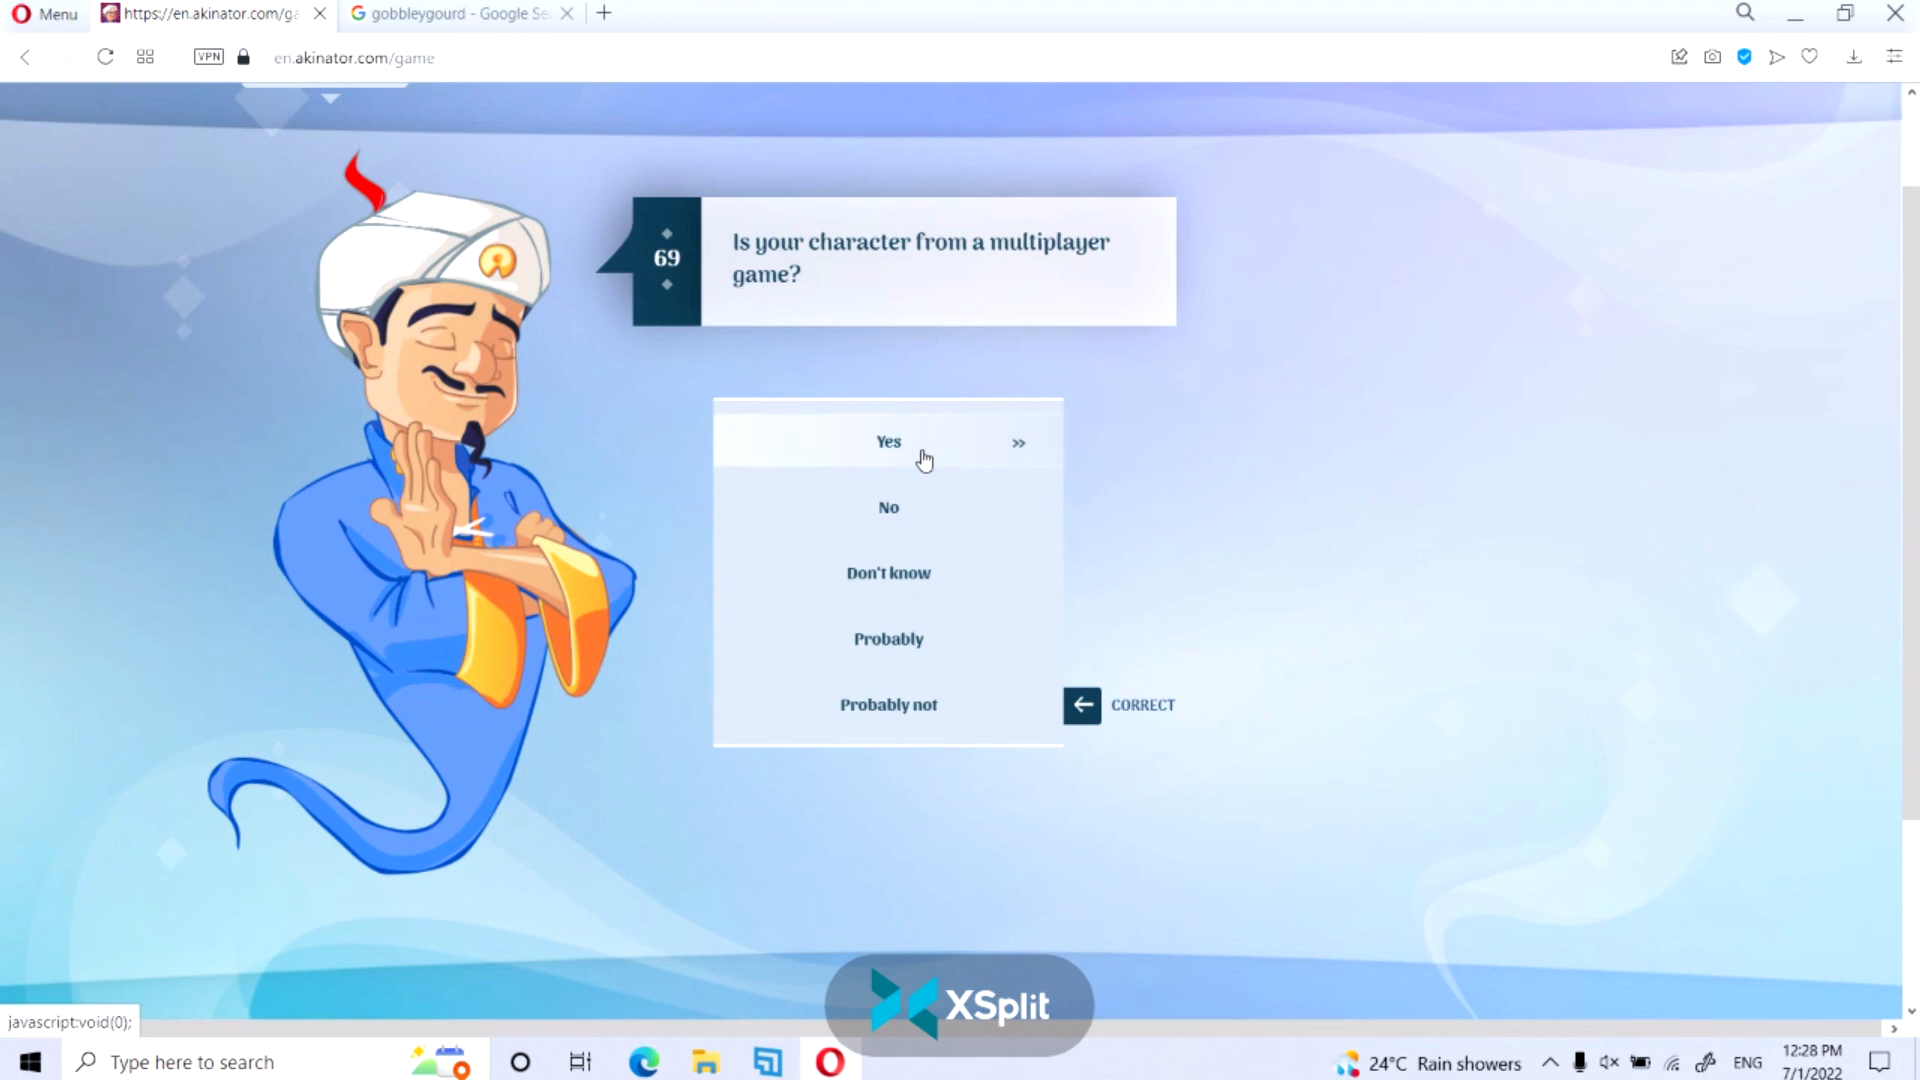 Menu
https://en.akinator.com/ga
gobbleygourd - Google Se
VPN
en.akinator.com/game
69
Is your character from a multiplayer
game?
Yes
No
Don't know
Probably
Probably not
CORRECT
XSplit
javascript:void(0);
Type here to search
24°C Rain showers
ENG
12:28 PM
7/1/2022